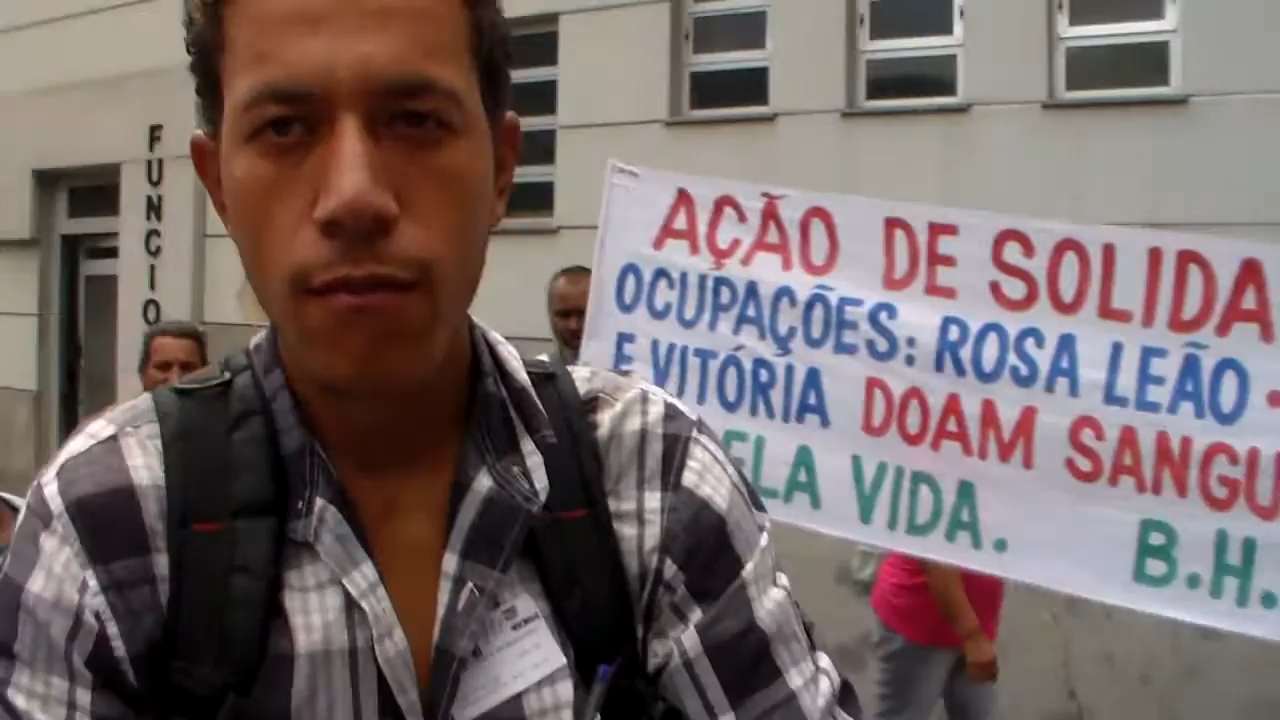 FUNCIO
AÇÃO DE SOLIDA
OCUPAÇÕES: ROSA LEÃO -
E VITÓRIA DOAM SANGU
ELA VIDA. B.H.